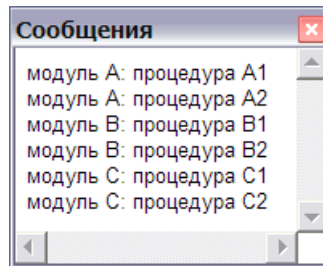 Сообщения
модуль A: процедура A1
модуль A: процедура A2
модуль B: процедура B1
модуль B: процедура B2
модуль C: процедура C1
модуль C: процедура C2